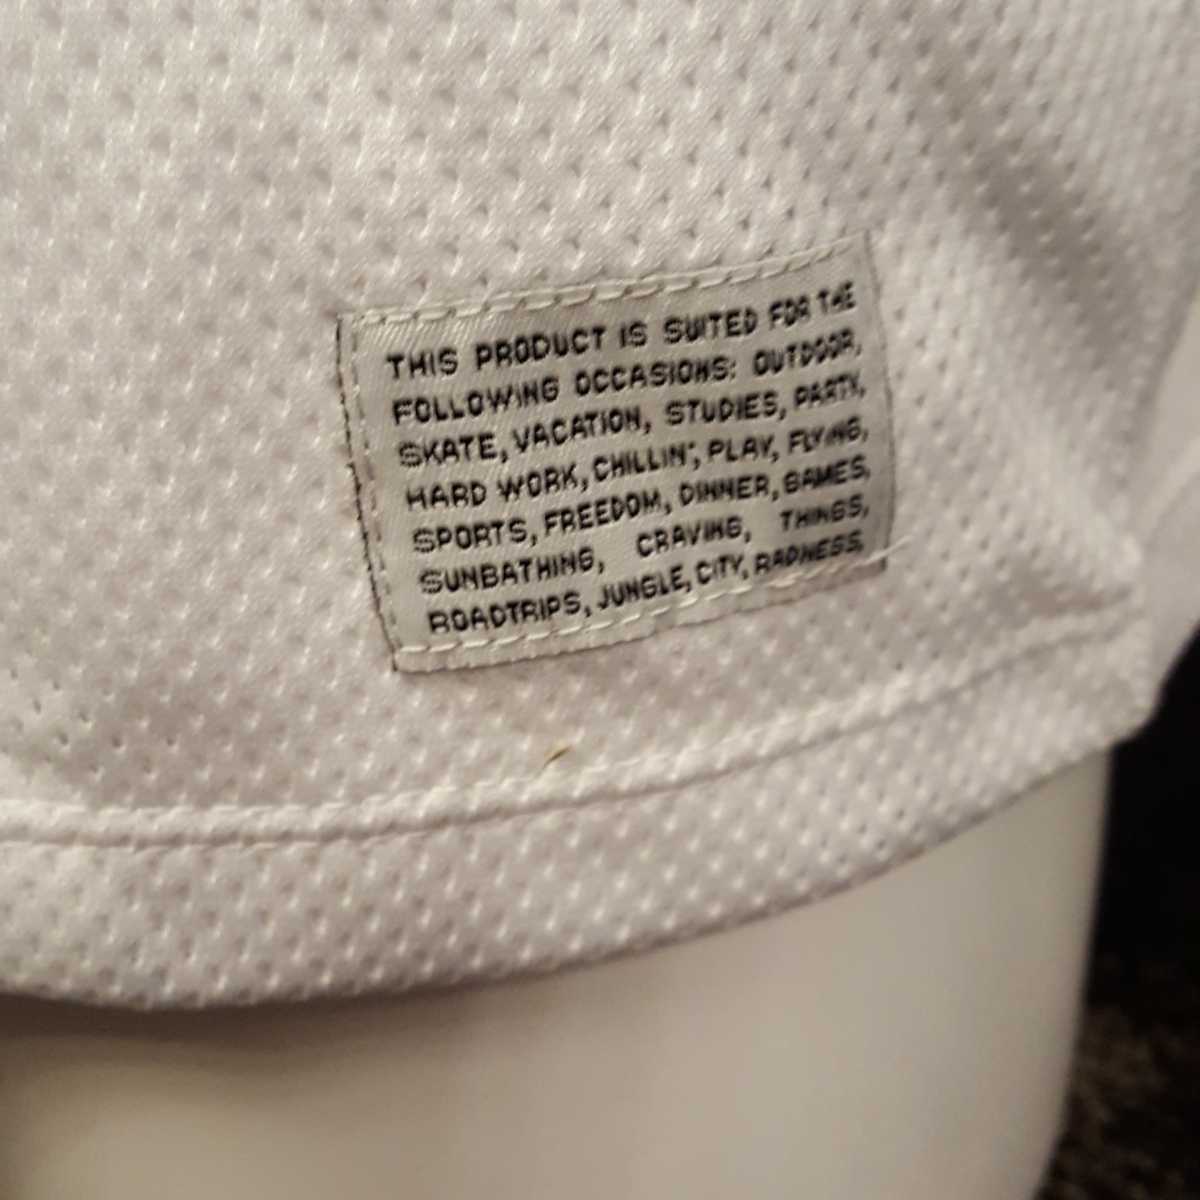 THIS PRODUCT IS SUITED FOR THE
FOLLOWING OCCASIONS: OUTDOOR,
SKATE, VACATION, STUDIES, PARTY,
HARD WORK, CHILLIN', PLAY, FLYING,
SPORTS, FREEDOM, DINNER, GAMES,
SUNBATHING, CRAVING, THINGS,
ROADTRIPS, JUNGLE, CITY, RADNESS,